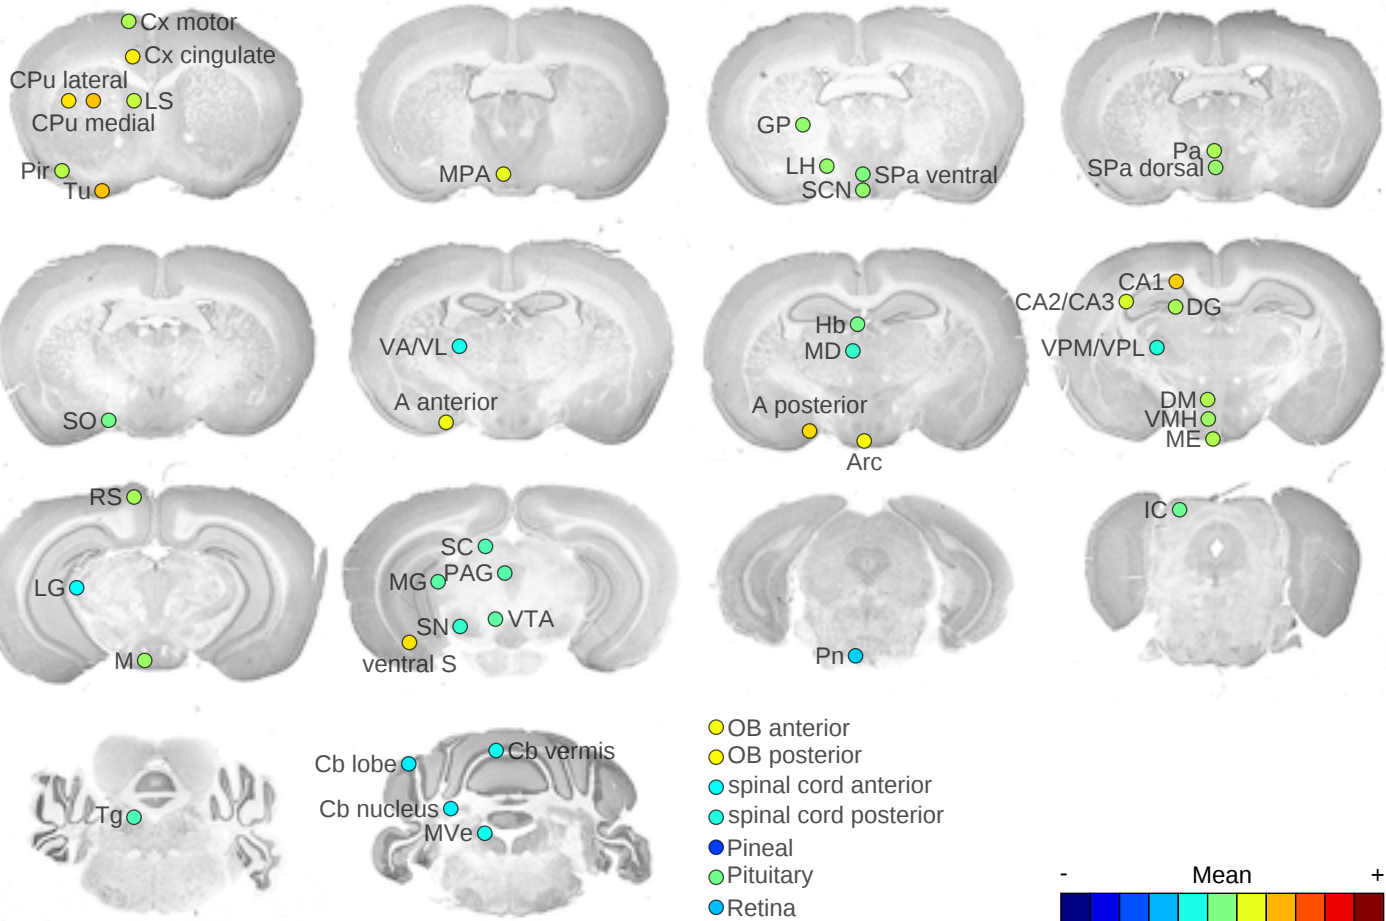 Cx motor
Cx cingulate
CPu lateral
LS
CPu medial
Pir
Tu
MPA
GP
LH
SPa ventral
SCN
Pa
SPa dorsal
SO
VA/VL
A anterior
Hb
MD
A posterior
Arc
CA1
CA2/CA3
DG
VPM/VPL
DM
VMH
ME
RS
LG
M
SC
MG
PAG
SN
VTA
ventral S
Pn
IC
Tg
Cb lobe
Cb vermis
Cb nucleus
MVe
OB anterior
OB posterior
spinal cord anterior
spinal cord posterior
Pineal
Pituitary
Retina
- Mean +